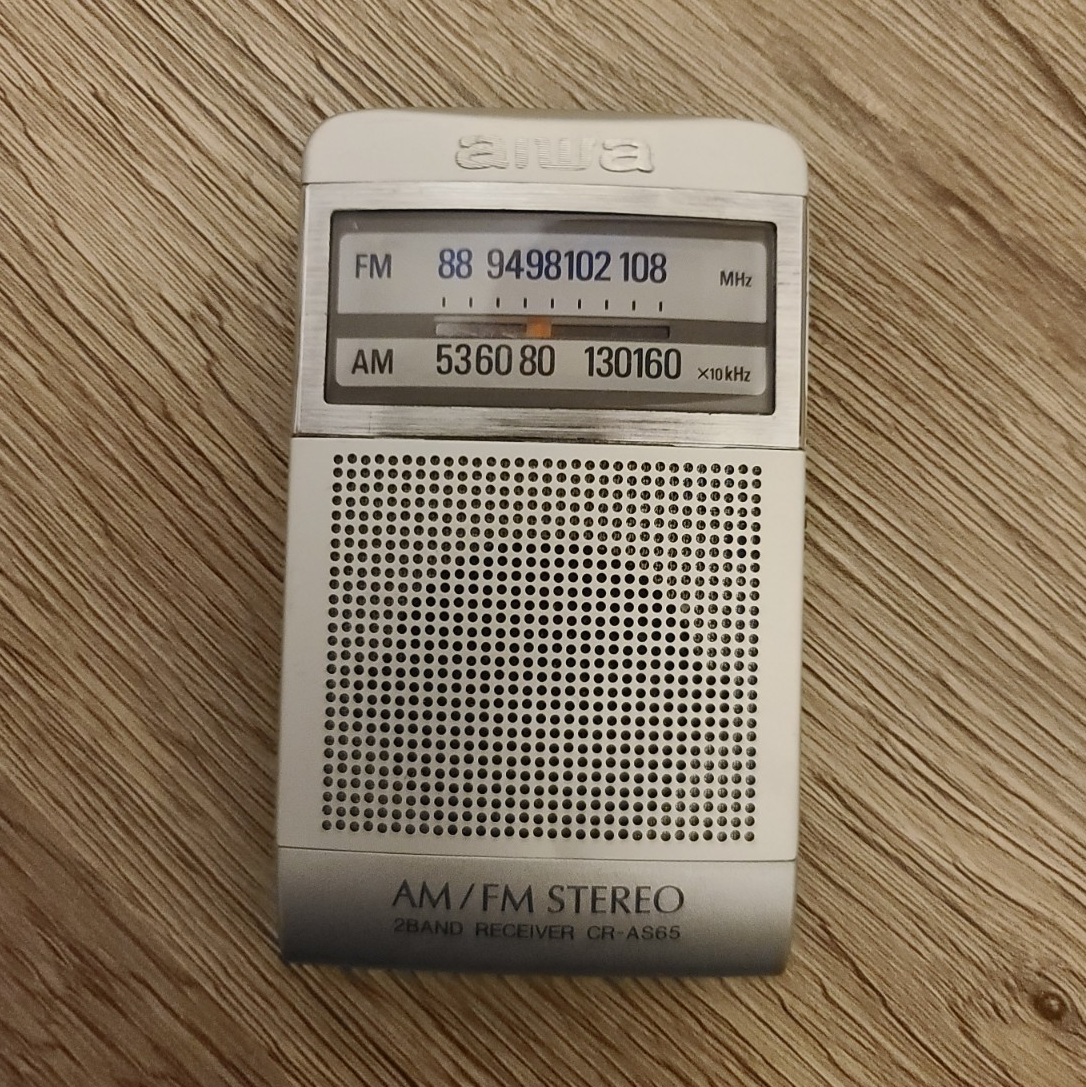 aiwa
FM 88 94 98 102 108 MHz
AM 53 60 80 130 160 ×10 kHz
AM/FM STEREO
2BAND RECEIVER CR-AS65